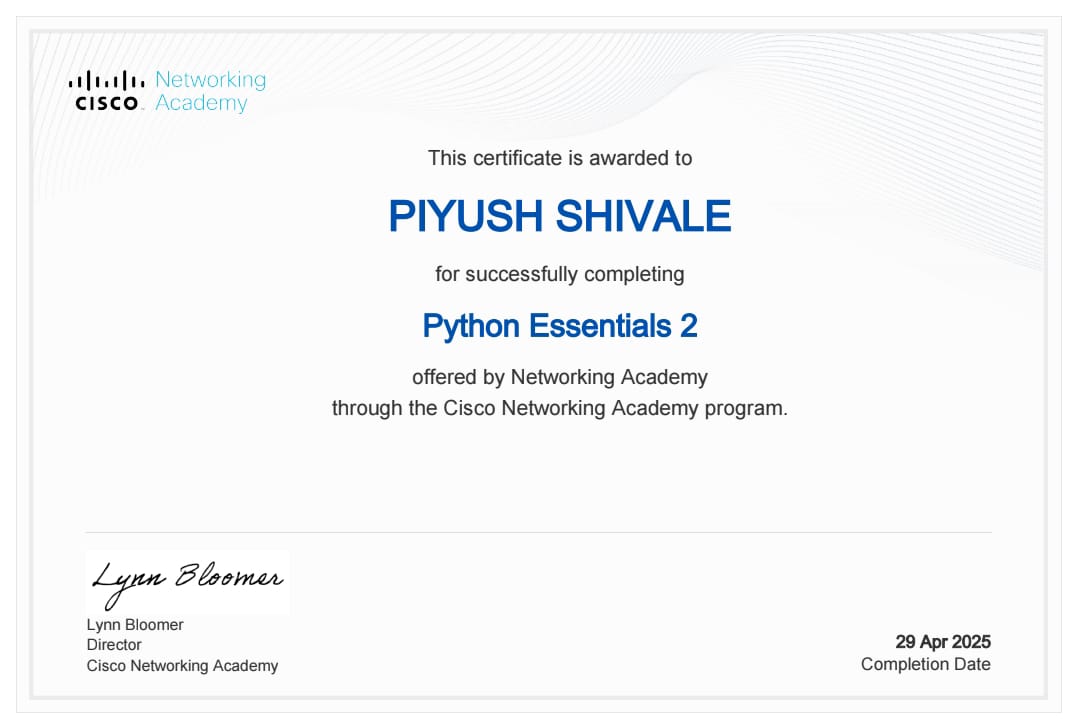 Networking
CISCO Academy
This certificate is awarded to
PIYUSH SHIVALE
for successfully completing
Python Essentials 2
offered by Networking Academy
through the Cisco Networking Academy program.
Lynn Bloomer
Lynn Bloomer
Director
Cisco Networking Academy
29 Apr 2025
Completion Date